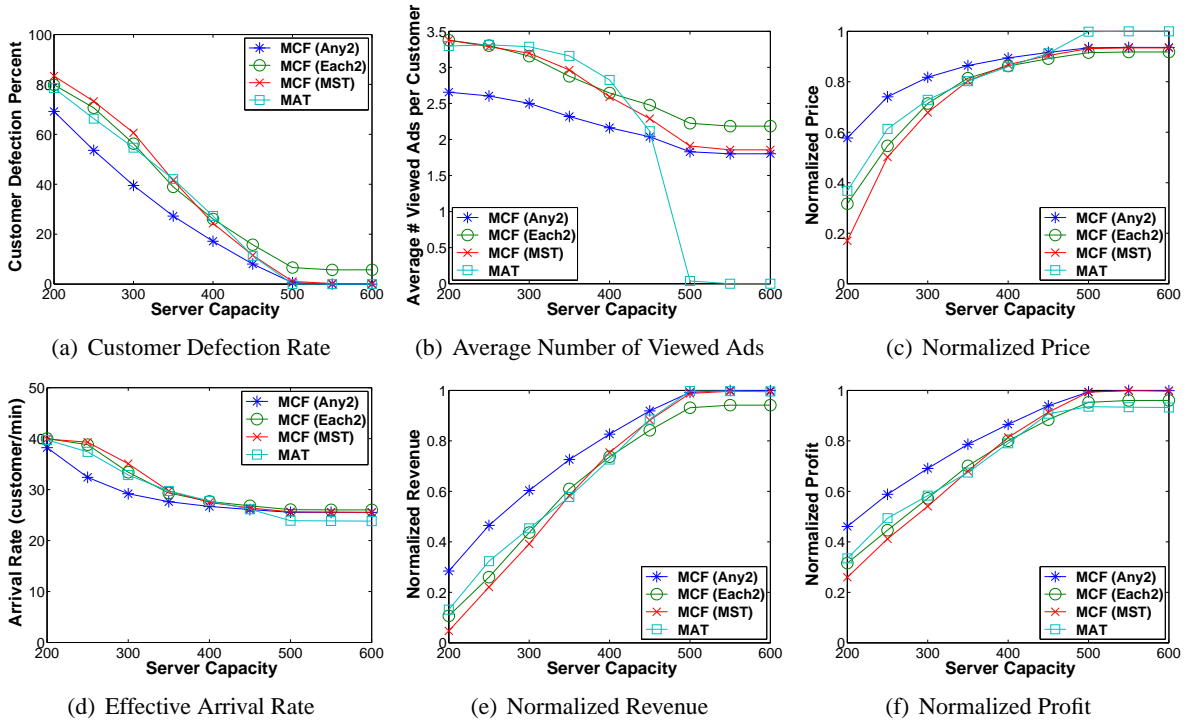 100
80
60
40
20
0
200
300
400
500
600
Customer Defection Percent
Server Capacity
MCF (Any2)
MCF (Each2)
MCF (MST)
MAT
(a) Customer Defection Rate
3.5
3
2.5
2
1.5
1
0.5
0
200
300
400
500
600
Average # Viewed Ads per Customer
Server Capacity
MCF (Any2)
MCF (Each2)
MCF (MST)
MAT
(b) Average Number of Viewed Ads
1
0.8
0.6
0.4
0.2
0
200
300
400
500
600
Normalized Price
Server Capacity
MCF (Any2)
MCF (Each2)
MCF (MST)
MAT
(c) Normalized Price
50
40
30
20
10
0
200
300
400
500
600
Arrival Rate (customer/min)
Server Capacity
MCF (Any2)
MCF (Each2)
MCF (MST)
MAT
(d) Effective Arrival Rate
1
0.8
0.6
0.4
0.2
0
200
300
400
500
600
Normalized Revenue
Server Capacity
MCF (Any2)
MCF (Each2)
MCF (MST)
MAT
(e) Normalized Revenue
1
0.8
0.6
0.4
0.2
0
200
300
400
500
600
Normalized Profit
Server Capacity
MCF (Any2)
MCF (Each2)
MCF (MST)
MAT
(f) Normalized Profit